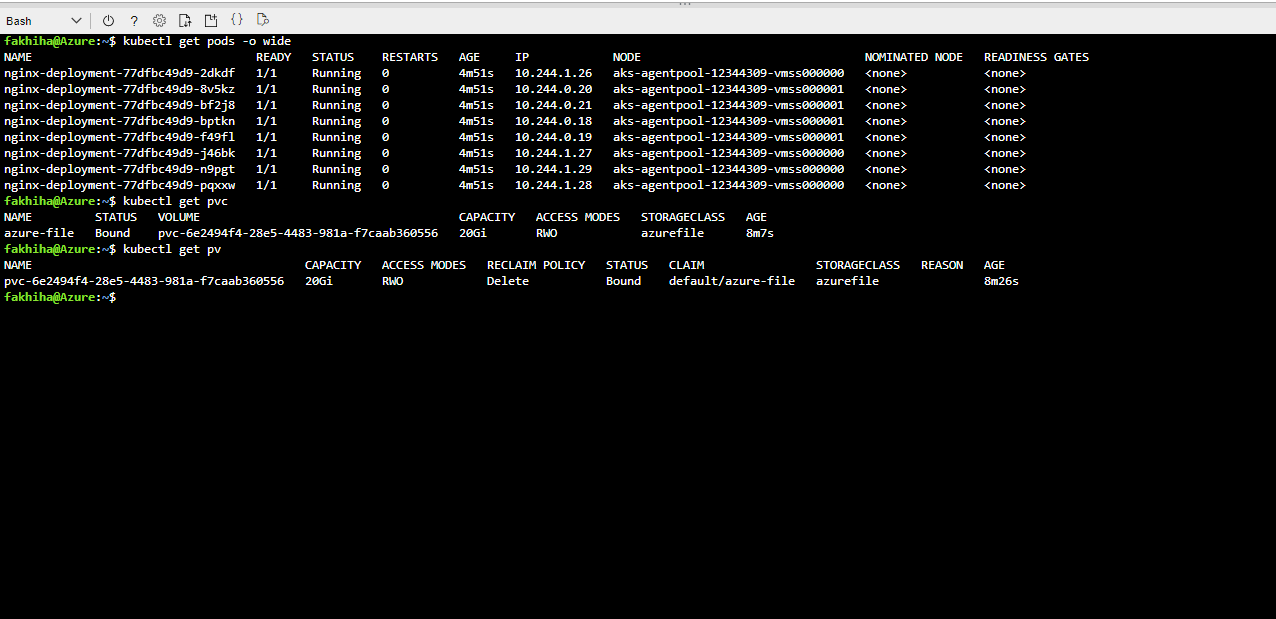 Bash ? {}
fakhiha@Azure:~$ kubectl get pods -o wide
NAME READY STATUS RESTARTS AGE IP NODE NOMINATED NODE READINESS GATES
nginx-deployment-77dfbc49d9-2dkdf 1/1 Running 0 4m51s 10.244.1.26 aks-agentpool-12344309-vmss000000 <none> <none>
nginx-deployment-77dfbc49d9-8v5kz 1/1 Running 0 4m51s 10.244.0.20 aks-agentpool-12344309-vmss000001 <none> <none>
nginx-deployment-77dfbc49d9-bf2j8 1/1 Running 0 4m51s 10.244.0.21 aks-agentpool-12344309-vmss000001 <none> <none>
nginx-deployment-77dfbc49d9-bptkn 1/1 Running 0 4m51s 10.244.0.18 aks-agentpool-12344309-vmss000001 <none> <none>
nginx-deployment-77dfbc49d9-f49fl 1/1 Running 0 4m51s 10.244.0.19 aks-agentpool-12344309-vmss000001 <none> <none>
nginx-deployment-77dfbc49d9-j46bk 1/1 Running 0 4m51s 10.244.1.27 aks-agentpool-12344309-vmss000000 <none> <none>
nginx-deployment-77dfbc49d9-n9pgt 1/1 Running 0 4m51s 10.244.1.29 aks-agentpool-12344309-vmss000000 <none> <none>
nginx-deployment-77dfbc49d9-pqxxw 1/1 Running 0 4m51s 10.244.1.28 aks-agentpool-12344309-vmss000000 <none> <none>
fakhiha@Azure:~$ kubectl get pvc
NAME STATUS VOLUME CAPACITY ACCESS MODES STORAGECLASS AGE
azure-file Bound pvc-6e2494f4-28e5-4483-981a-f7caab360556 20Gi RWO azurefile 8m7s
fakhiha@Azure:~$ kubectl get pv
NAME CAPACITY ACCESS MODES RECLAIM POLICY STATUS CLAIM STORAGECLASS REASON AGE
pvc-6e2494f4-28e5-4483-981a-f7caab360556 20Gi RWO Delete Bound default/azure-file azurefile 8m26s
fakhiha@Azure:~$